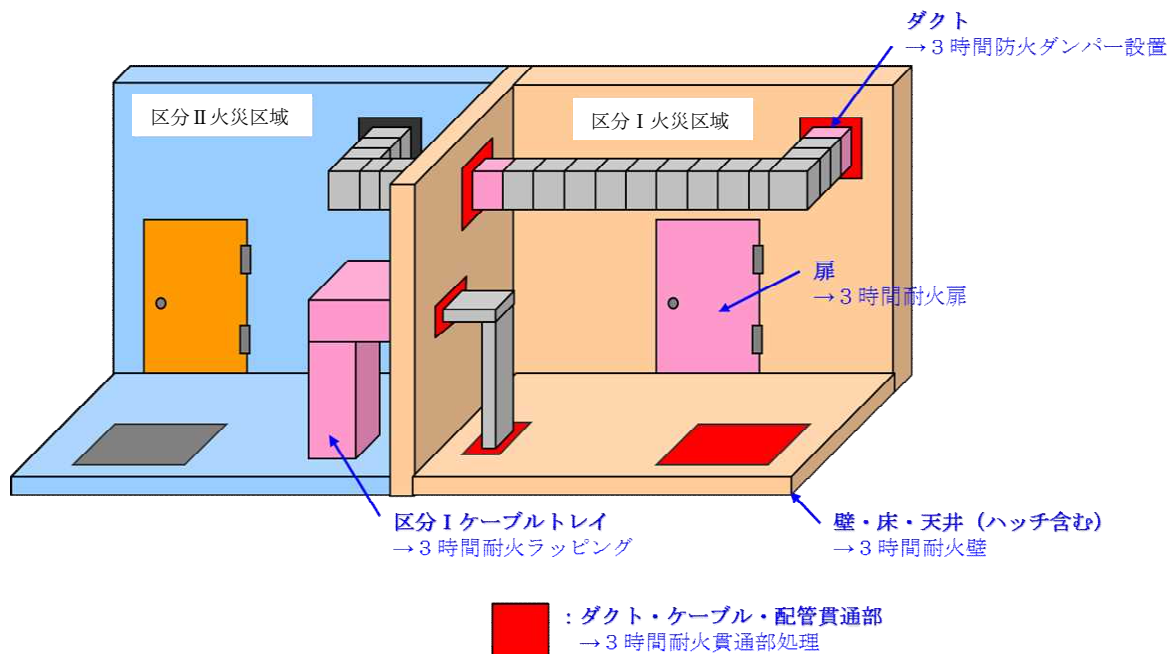 ダクト
→３時間防火ダンパー設置
区分Ⅱ火災区域
区分Ⅰ火災区域
扉
→３時間耐火扉
区分Ⅰケーブルトレイ
→３時間耐火ラッピング
壁・床・天井（ハッチ含む）
→３時間耐火壁
：ダクト・ケーブル・配管貫通部
→３時間耐火貫通部処理